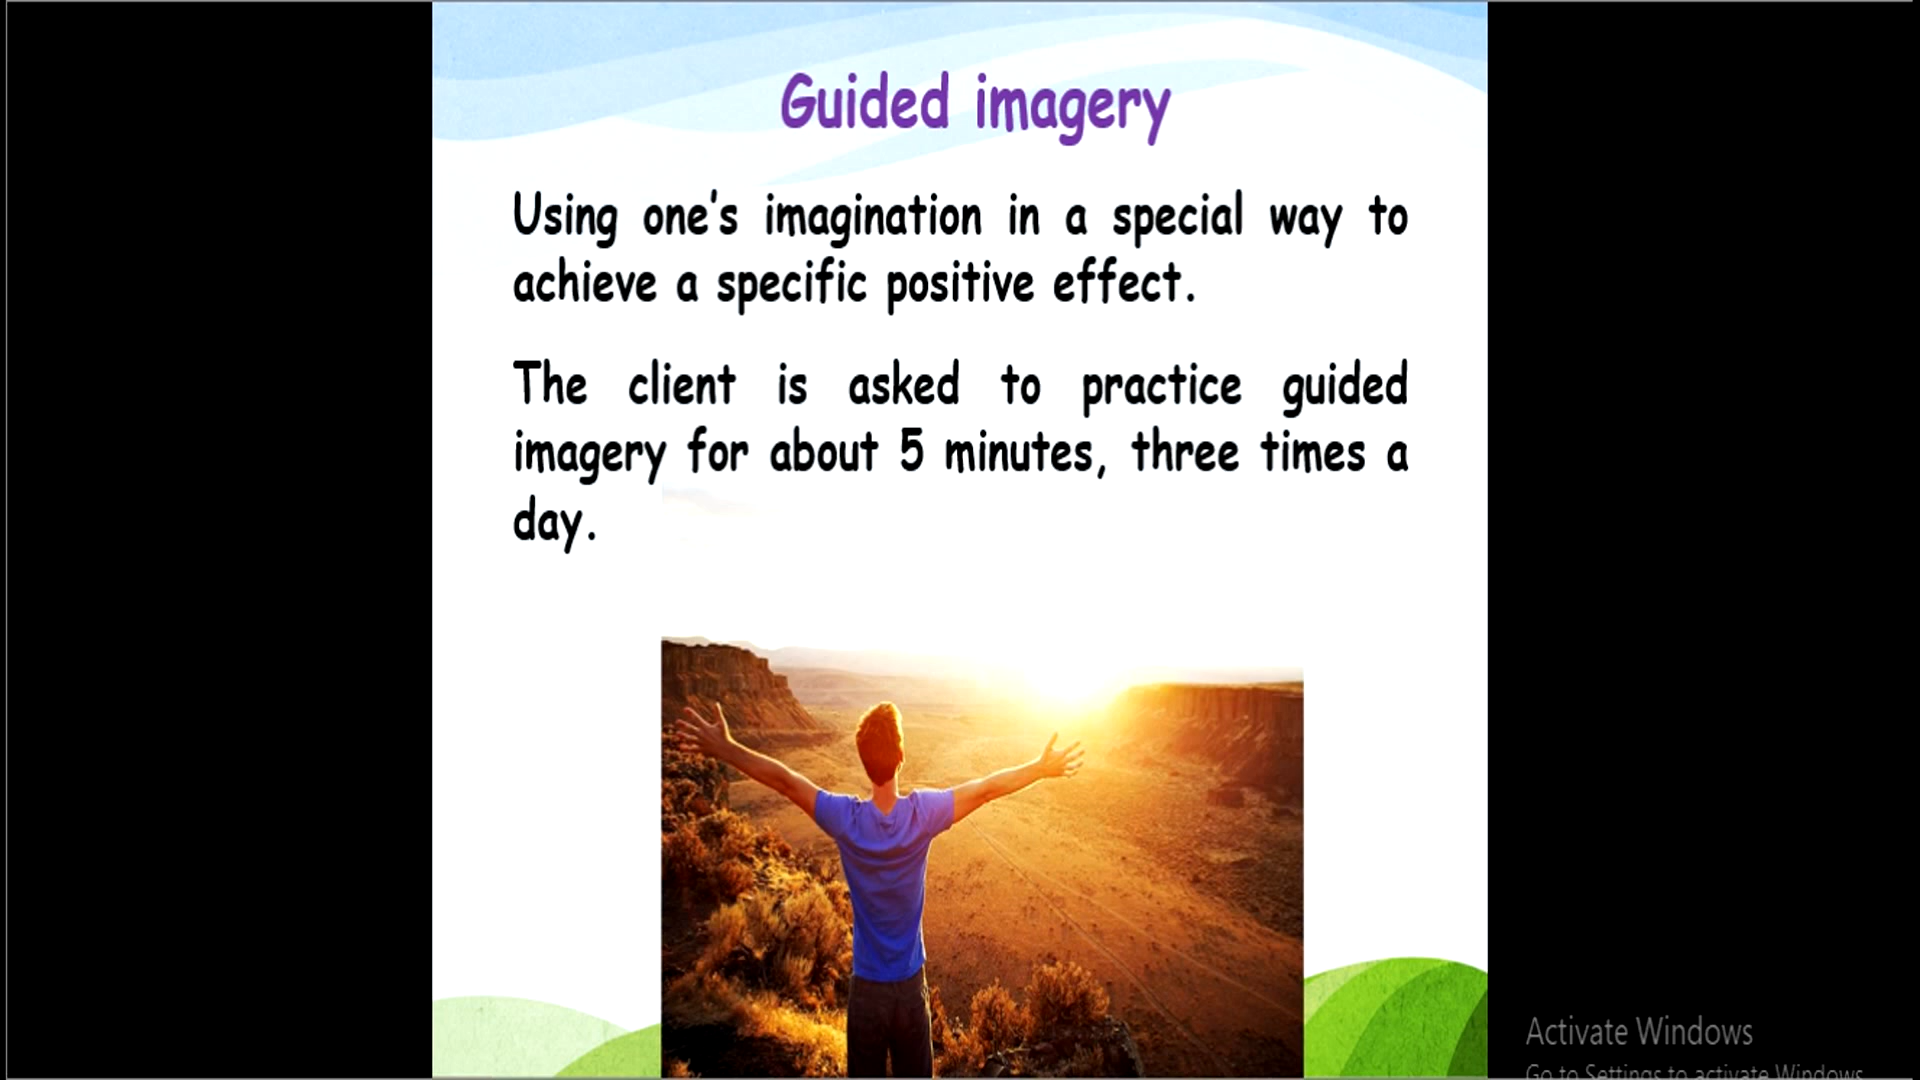 Guided imagery
Using one's imagination in a special way to
achieve a specific positive effect.
The client is asked to practice guided
imagery for about 5 minutes, three times a
day.
Activate Windows
Go to Settings to activate Windows.